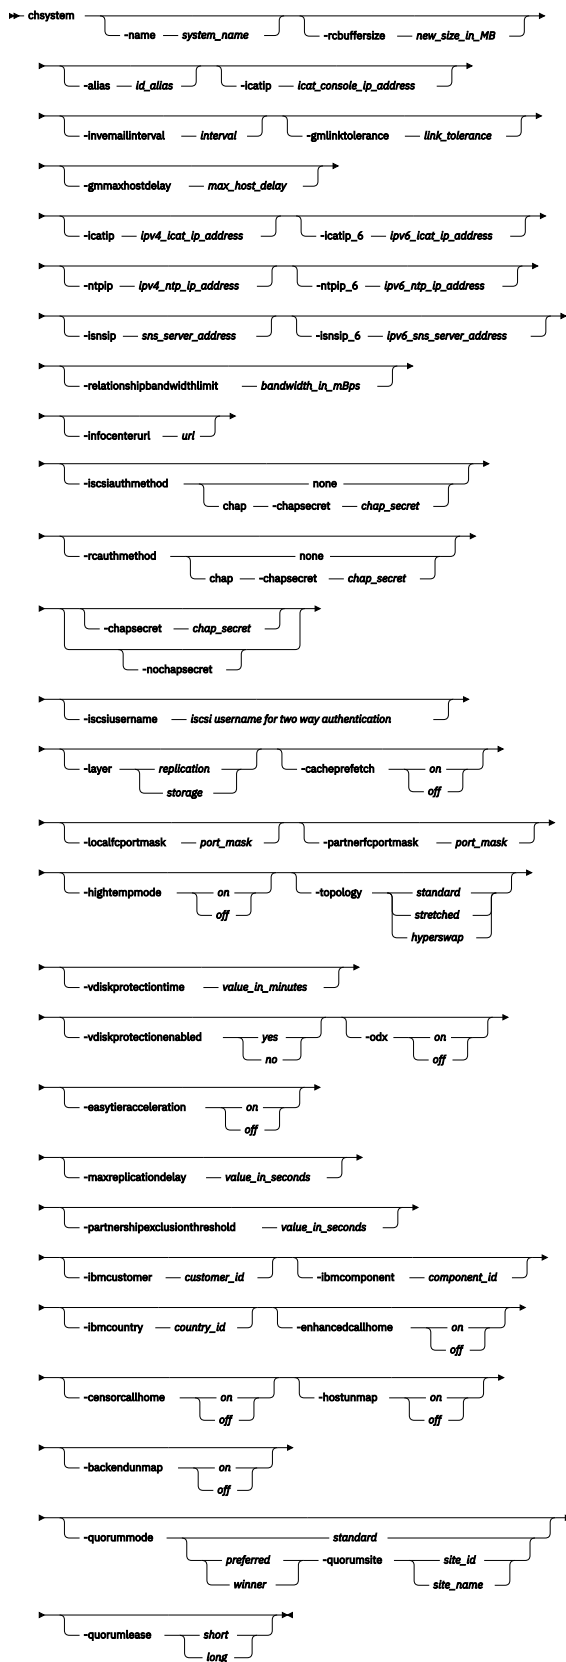 chsystem
-name system_name -rcbuffersize new_size_in_MB
-alias id_alias -icatip icat_console_ip_address
-invemailinterval interval -gmlinktolerance link_tolerance
-gmmaxhostdelay max_host_delay
-icatip ipv4_icat_ip_address -icatip_6 ipv6_icat_ip_address
-ntpip ipv4_ntp_ip_address -ntpip_6 ipv6_ntp_ip_address
-isnsip sns_server_address -isnsip_6 ipv6_sns_server_address
-relationshipbandwidthlimit bandwidth_in_mBps
-infocenterurl url
-iscsiauthmethod none
chap -chapsecret chap_secret
-rcauthmethod none
chap -chapsecret chap_secret
-chapsecret chap_secret
-nochapsecret
-iscsiusername iscsi username for two way authentication
-layer replication -cacheprefetch on
storage off
-localfcportmask port_mask -partnerfcportmask port_mask
-hightempmode on -topology standard
off stretched
hyperswap
-vdiskprotectiontime value_in_minutes
-vdiskprotectionenabled yes -odx on
no off
-easytieracceleration on
off
-maxreplicationdelay value_in_seconds
-partnershipexclusionthreshold value_in_seconds
-ibmcustomer customer_id -ibmcomponent component_id
-ibmcountry country_id -enhancedcallhome on
off
-censorcallhome on -hostunmap on
off off
-backendunmap on
off
-quorummode standard
preferred -quorumsite site_id
winner site_name
-quorumlease short
long